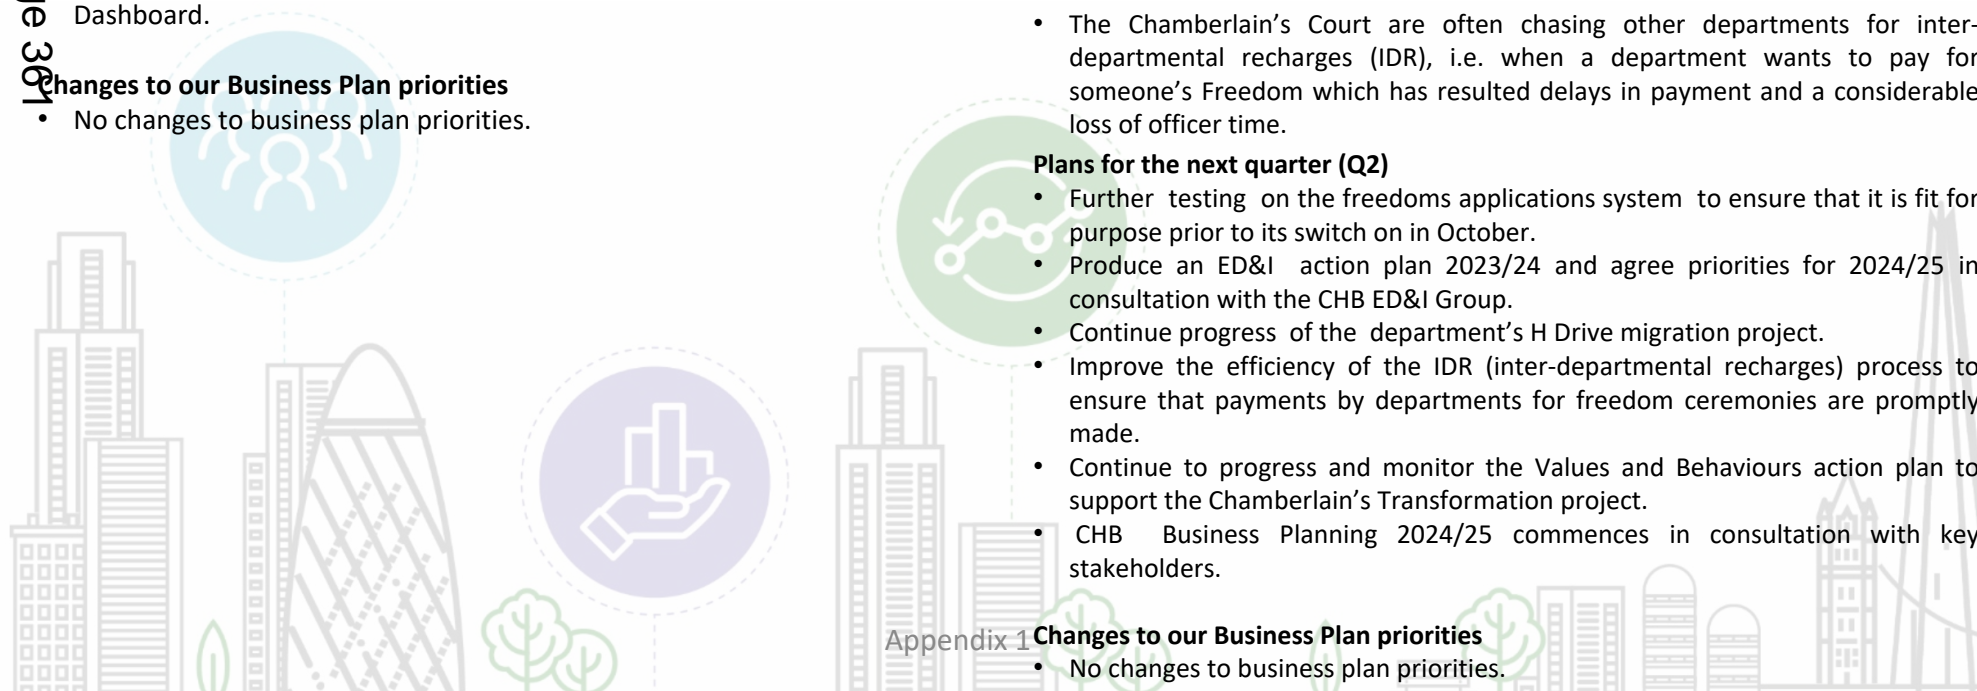 ge 361
Dashboard.
Changes to our Business Plan priorities
• No changes to business plan priorities.
• The Chamberlain’s Court are often chasing other departments for inter-
departmental recharges (IDR), i.e. when a department wants to pay for
someone’s Freedom which has resulted delays in payment and a considerable
loss of officer time.
Plans for the next quarter (Q2)
• Further testing on the freedoms applications system to ensure that it is fit for
purpose prior to its switch on in October.
• Produce an ED&I action plan 2023/24 and agree priorities for 2024/25 in
consultation with the CHB ED&I Group.
• Continue progress of the department’s H Drive migration project.
• Improve the efficiency of the IDR (inter-departmental recharges) process to
ensure that payments by departments for freedom ceremonies are promptly
made.
• Continue to progress and monitor the Values and Behaviours action plan to
support the Chamberlain’s Transformation project.
• CHB Business Planning 2024/25 commences in consultation with key
stakeholders.
Appendix 1
Changes to our Business Plan priorities
• No changes to business plan priorities.